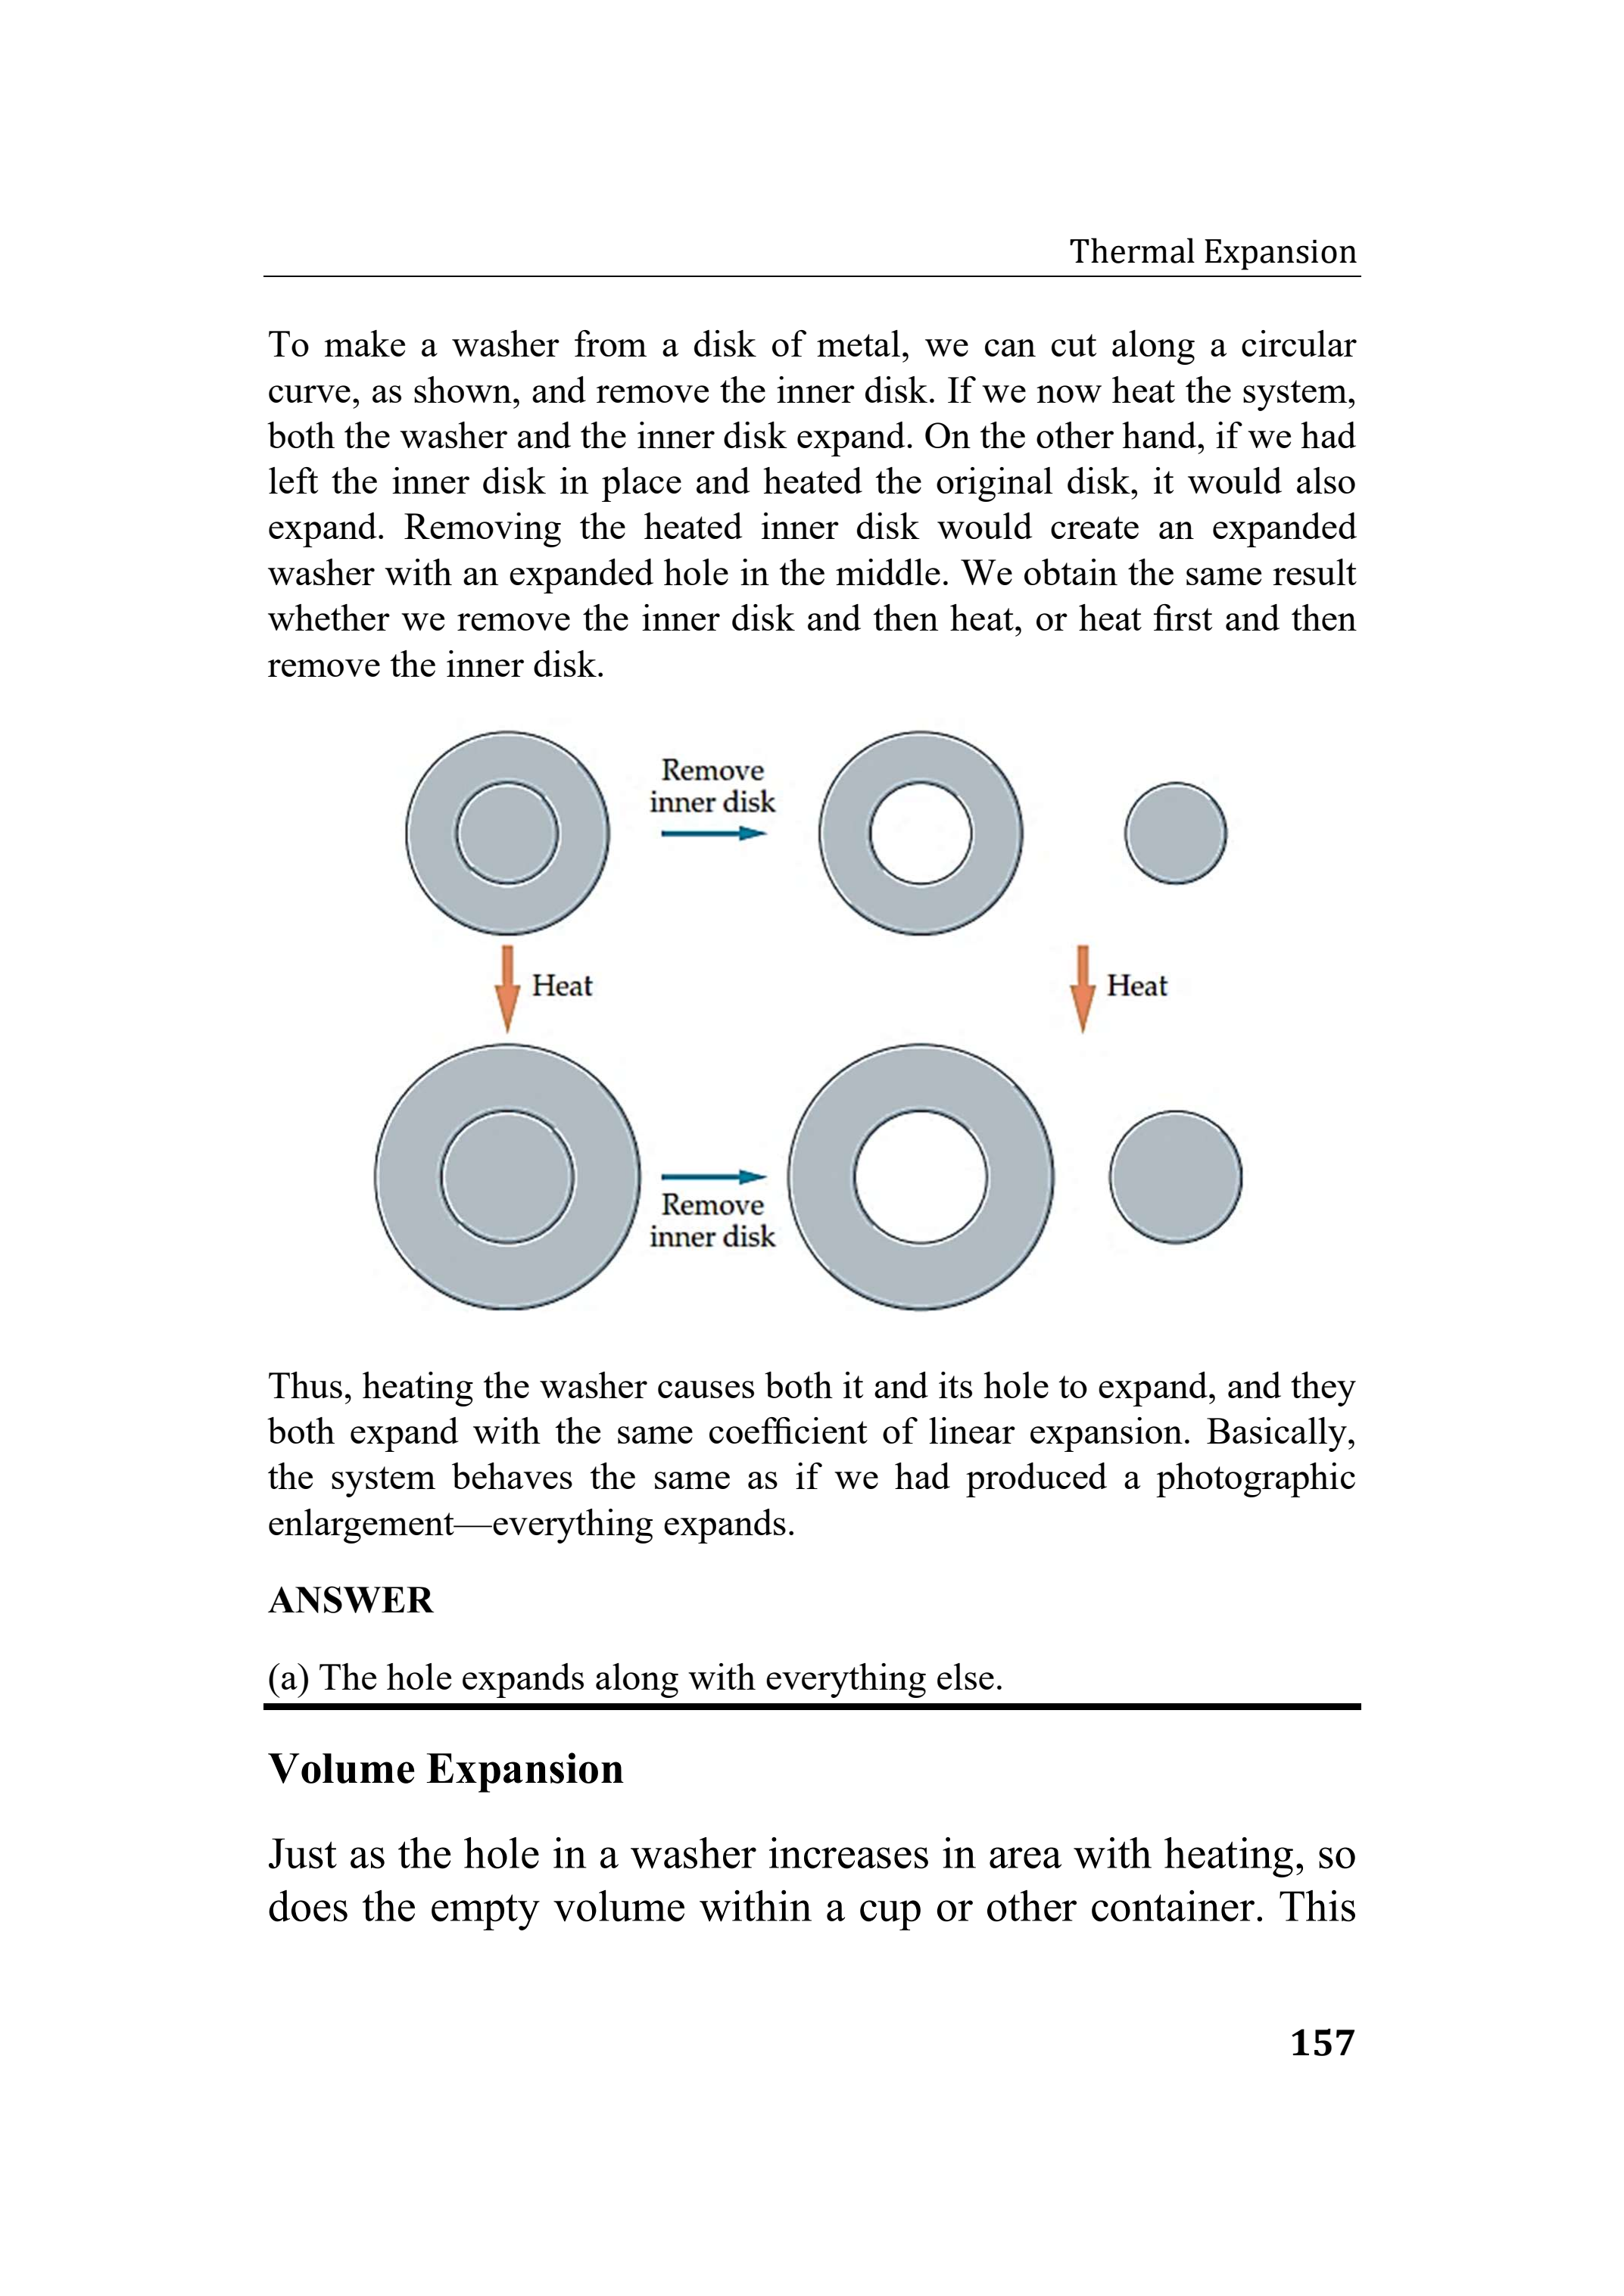 Thermal Expansion
To make a washer from a disk of metal, we can cut along a circular
curve, as shown, and remove the inner disk. If we now heat the system,
both the washer and the inner disk expand. On the other hand, if we had
left the inner disk in place and heated the original disk, it would also
expand. Removing the heated inner disk would create an expanded
washer with an expanded hole in the middle. We obtain the same result
whether we remove the inner disk and then heat, or heat first and then
remove the inner disk.
Remove
inner disk
Heat
Heat
Remove
inner disk
Thus, heating the washer causes both it and its hole to expand, and they
both expand with the same coefficient of linear expansion. Basically,
the system behaves the same as if we had produced a photographic
enlargement—everything expands.
ANSWER
(a) The hole expands along with everything else.
Volume Expansion
Just as the hole in a washer increases in area with heating, so
does the empty volume within a cup or other container. This
157